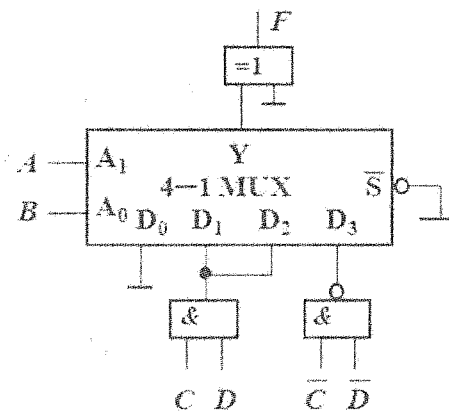 F
=1
A A₁ Y S̅
4−1 MUX
B A₀ D₀ D₁ D₂ D₃
& &
C D C̅ D̅